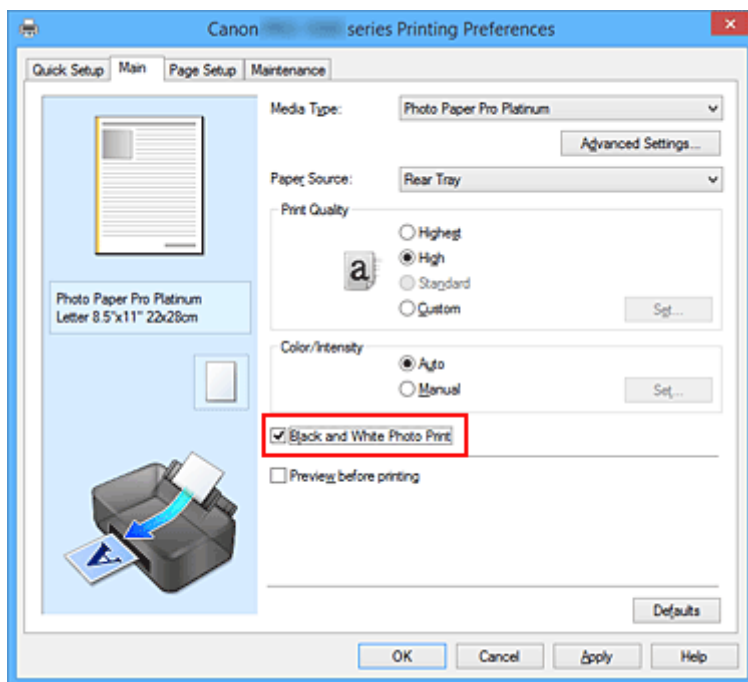 Canon series Printing Preferences
Quick Setup Main Page Setup Maintenance
Media Type: Photo Paper Pro Platinum
Advanced Settings...
Paper Source: Rear Tray
Print Quality
a
Highest
High
Standard
Custom Set...
Photo Paper Pro Platinum
Letter 8.5"x11" 22x28cm
Color/Intensity
Auto
Manual Set...
Black and White Photo Print
Preview before printing
A
Defaults
OK Cancel Apply Help